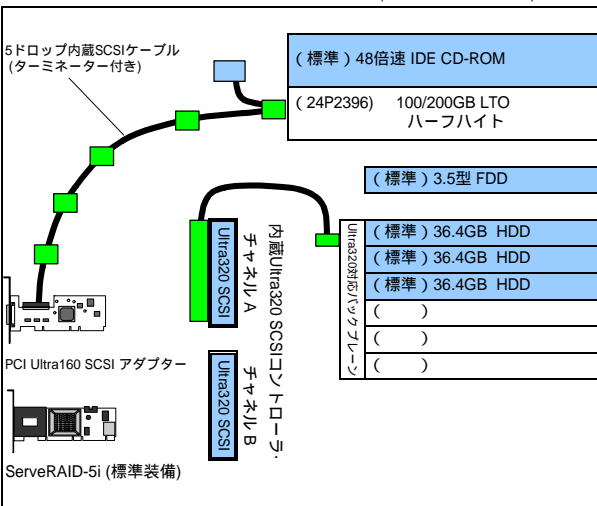 5ドロップ内蔵SCSIケーブル
(ターミネーター付き)
(標準)48倍速 IDE CD-ROM
(24P2396) 100/200GB LTO
ハーフハイト
(標準)3.5型 FDD
Ultra320対応バックプレーン
(標準)36.4GB HDD
(標準)36.4GB HDD
(標準)36.4GB HDD
( )
( )
( )
Ultra320 SCSI
チャネル A
内蔵Ultra320 SCSIコントローラ・
Ultra320 SCSI
チャネル B
PCI Ultra160 SCSI アダプター
ServeRAID-5i (標準装備)